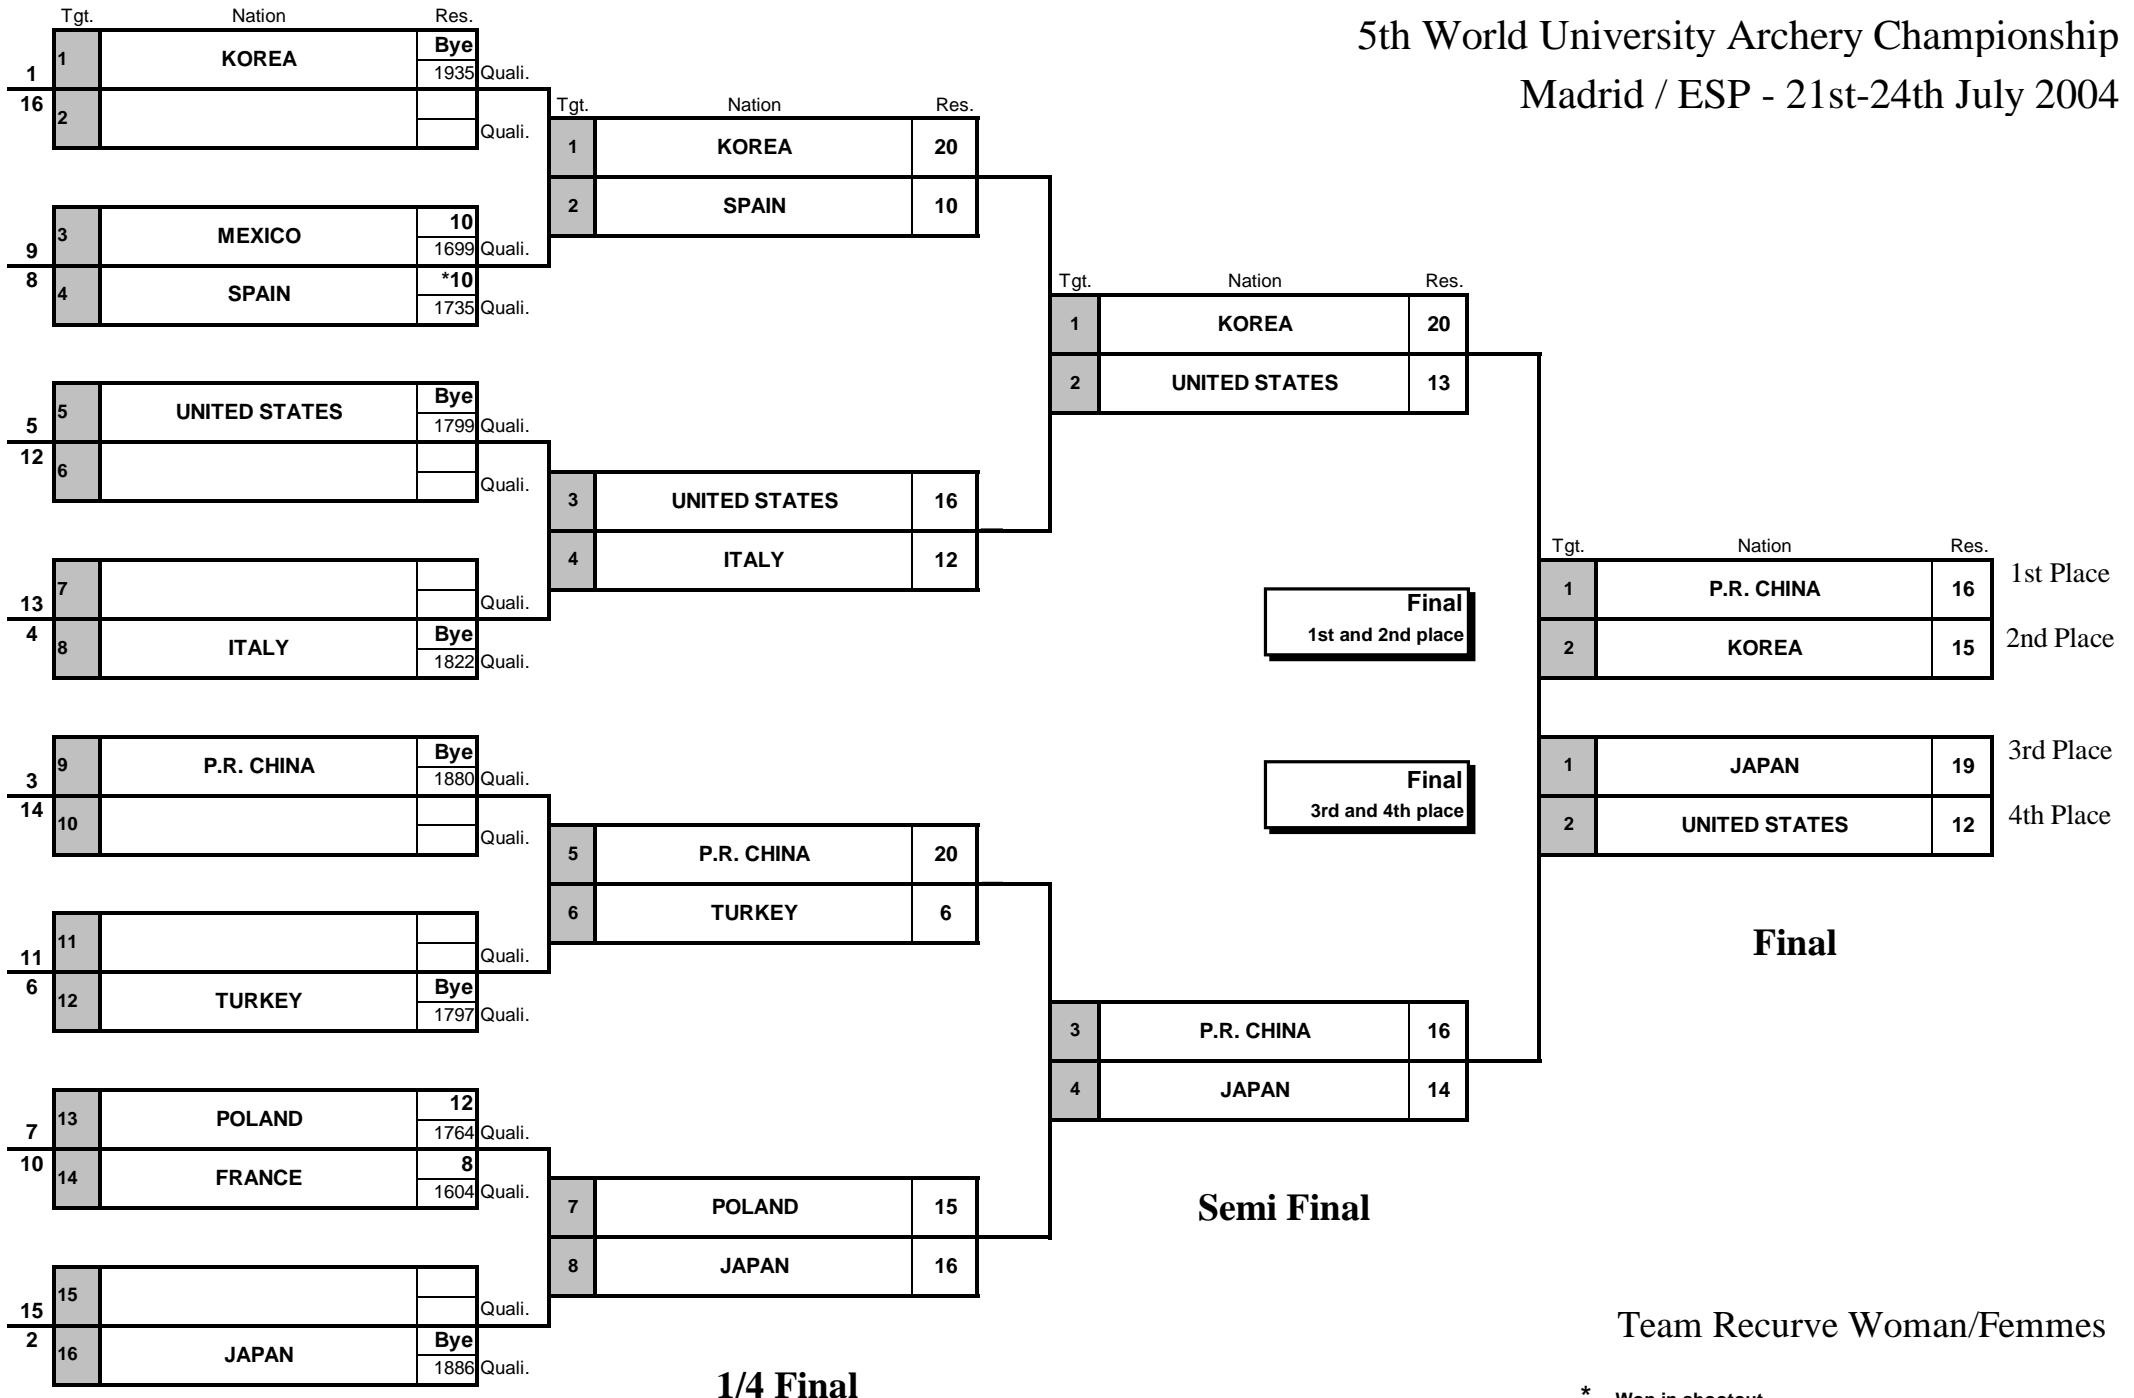 5th World University Archery Championship
Madrid / ESP - 21st-24th July 2004
Tgt. Nation Res.
1 1 KOREA Bye
1935 Quali.
16 2
Quali.
9 3 MEXICO 10
1699 Quali.
8 4 SPAIN *10
1735 Quali.
5 5 UNITED STATES Bye
1799 Quali.
12 6
Quali.
13 7
Quali.
4 8 ITALY Bye
1822 Quali.
3 9 P.R. CHINA Bye
1880 Quali.
14 10
Quali.
11 11
Quali.
6 12 TURKEY Bye
1797 Quali.
7 13 POLAND 12
1764 Quali.
10 14 FRANCE 8
1604 Quali.
15 15
Quali.
2 16 JAPAN Bye
1886 Quali.
Tgt. Nation Res.
1 KOREA 20
2 SPAIN 10
3 UNITED STATES 16
4 ITALY 12
5 P.R. CHINA 20
6 TURKEY 6
7 POLAND 15
8 JAPAN 16
1/4 Final
Tgt. Nation Res.
1 KOREA 20
2 UNITED STATES 13
3 P.R. CHINA 16
4 JAPAN 14
Semi Final
Final
1st and 2nd place
Tgt. Nation Res.
1 P.R. CHINA 16 1st Place
2 KOREA 15 2nd Place
Final
3rd and 4th place
1 JAPAN 19 3rd Place
2 UNITED STATES 12 4th Place
Final
Team Recurve Woman/Femmes
* Won in shootout